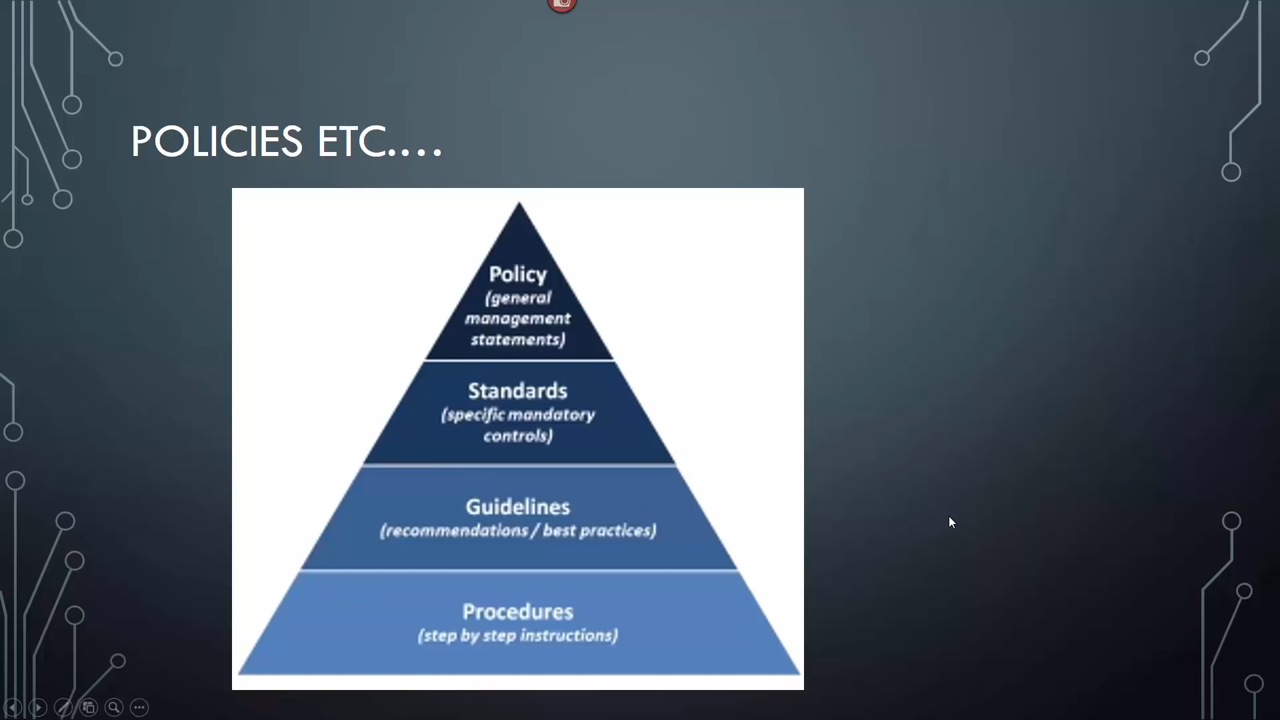 POLICIES ETC....
Policy
(general
management
statements)
Standards
(specific mandatory
controls)
Guidelines
(recommendations / best practices)
Procedures
(step by step instructions)